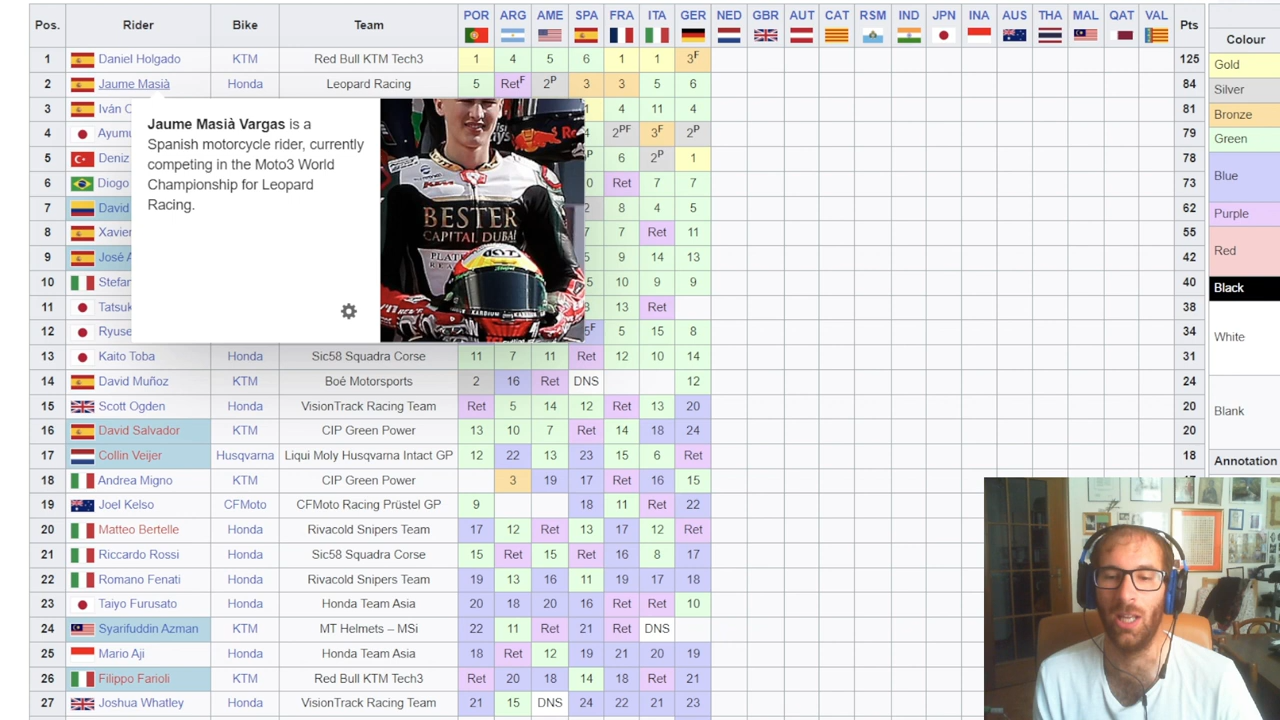 Pos. Rider Bike Team POR ARG AME SPA FRA ITA GER NED GBR AUT CAT RSM IND JPN INA AUS THA MAL QAT VAL Pts
1 Daniel Holgado KTM Red Bull KTM Tech3 1 4 5 6 1 1 3F 125
2 Jaume Masià Honda Leopard Racing 5 RetF 2P 3 3 5 6 84
3 Iván O 4 11 4
4 Ayumu 2PF 3F 2P 79
5 Deniz P 6 2P 1 78
6 Diogo 0 Ret 7 7
7 David 2 8 4 5 62
8 Xavier 7 7 Ret 11 55
9 José A 5 9 14 13
10 Stefan 8 10 9 9 40
11 Tatsuk 8 13 Ret
12 Ryuse 5F 5 15 8 34
Jaume Masià Vargas is a
Spanish motorcycle rider, currently
competing in the Moto3 World
Championship for Leopard
Racing.
BESTER
CAPITAL DUBAI
13 Kaito Toba Honda Sic58 Squadra Corse 11 7 11 Ret 12 10 14 31
14 David Muñoz KTM Boé Motorsports 2 16 Ret DNS 12 24
15 Scott Ogden Honda VisionTrack Racing Team Ret 5 14 12 Ret 13 20 20
16 David Salvador KTM CIP Green Power 13 10 7 Ret 14 18 24 20
17 Collin Veijer Husqvarna Liqui Moly Husqvarna Intact GP 12 22 13 23 15 6 Ret 18
18 Andrea Migno KTM CIP Green Power 3 19 17 Ret 16 15
19 Joel Kelso CFMoto CFMoto Racing Prüstel GP 9 18 11 Ret 22
20 Matteo Bertelle Honda Rivacold Snipers Team 17 12 Ret 13 17 12 Ret
21 Riccardo Rossi Honda Sic58 Squadra Corse 15 Ret 15 Ret 16 8 17
22 Romano Fenati Honda Rivacold Snipers Team 19 13 16 11 19 17 18
23 Taiyo Furusato Honda Honda Team Asia 20 18 20 16 Ret Ret 10
24 Syarifuddin Azman KTM MT Helmets – MSi 22 11 Ret 21 Ret DNS
25 Mario Aji Honda Honda Team Asia 18 Ret 12 19 21 20 19
26 Filippo Farioli KTM Red Bull KTM Tech3 Ret 20 18 14 18 Ret 21
27 Joshua Whatley Honda VisionTrack Racing Team 21 15 DNS 24 22 21 23
Colour
Gold
Silver
Bronze
Green
Blue
Purple
Red
Black
White
Blank
Annotation